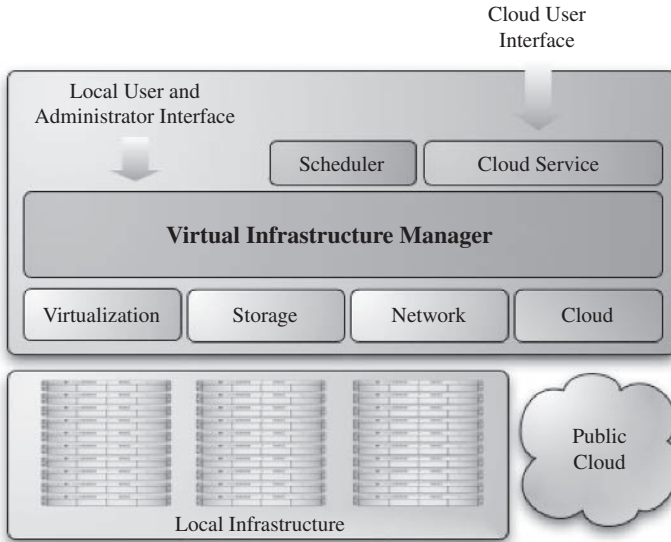 Cloud User
Interface
Local User and
Administrator Interface
Scheduler
Cloud Service
Virtual Infrastructure Manager
Virtualization
Storage
Network
Cloud
Public
Cloud
Local Infrastructure